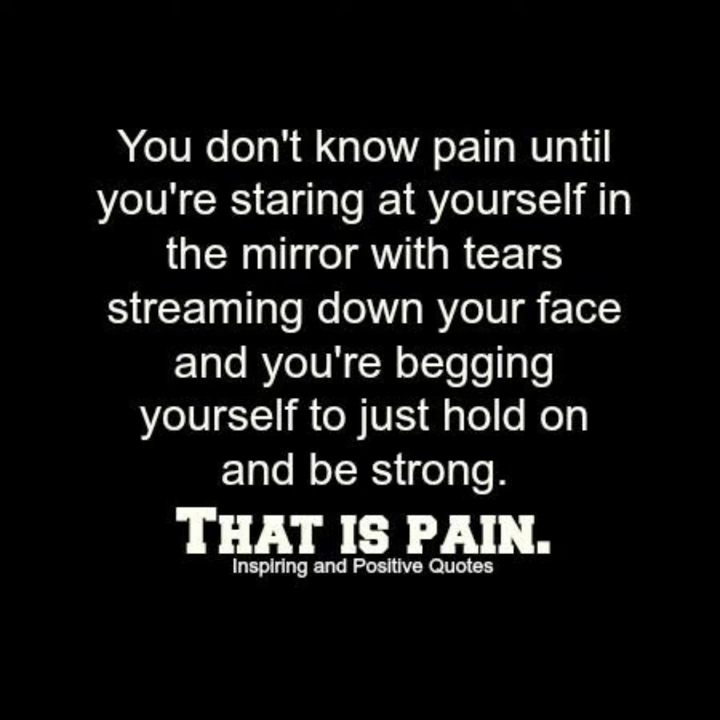 You don't know pain until
you're staring at yourself in
the mirror with tears
streaming down your face
and you're begging
yourself to just hold on
and be strong.
THAT IS PAIN.
Inspiring and Positive Quotes